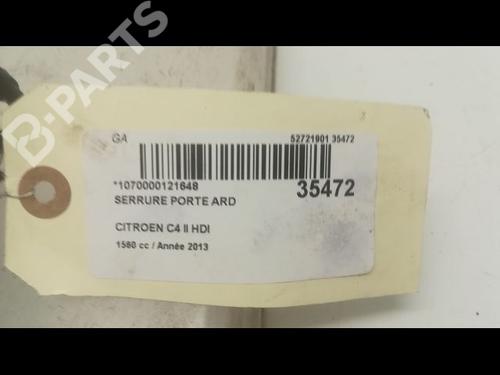 B-PARTS
GA
52721901 35472
*1070000121648
35472
SERRURE PORTE ARD
CITROEN C4 II HDI
1560 cc / Année 2013